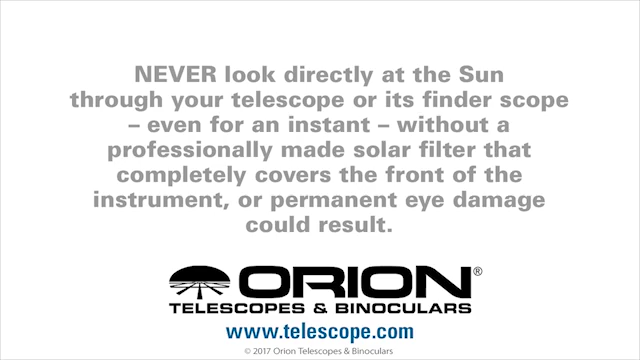 NEVER look directly at the Sun
through your telescope or its finder scope
– even for an instant – without a
professionally made solar filter that
completely covers the front of the
instrument, or permanent eye damage
could result.
ORION®
TELESCOPES & BINOCULARS
www.telescope.com
© 2017 Orion Telescopes & Binoculars